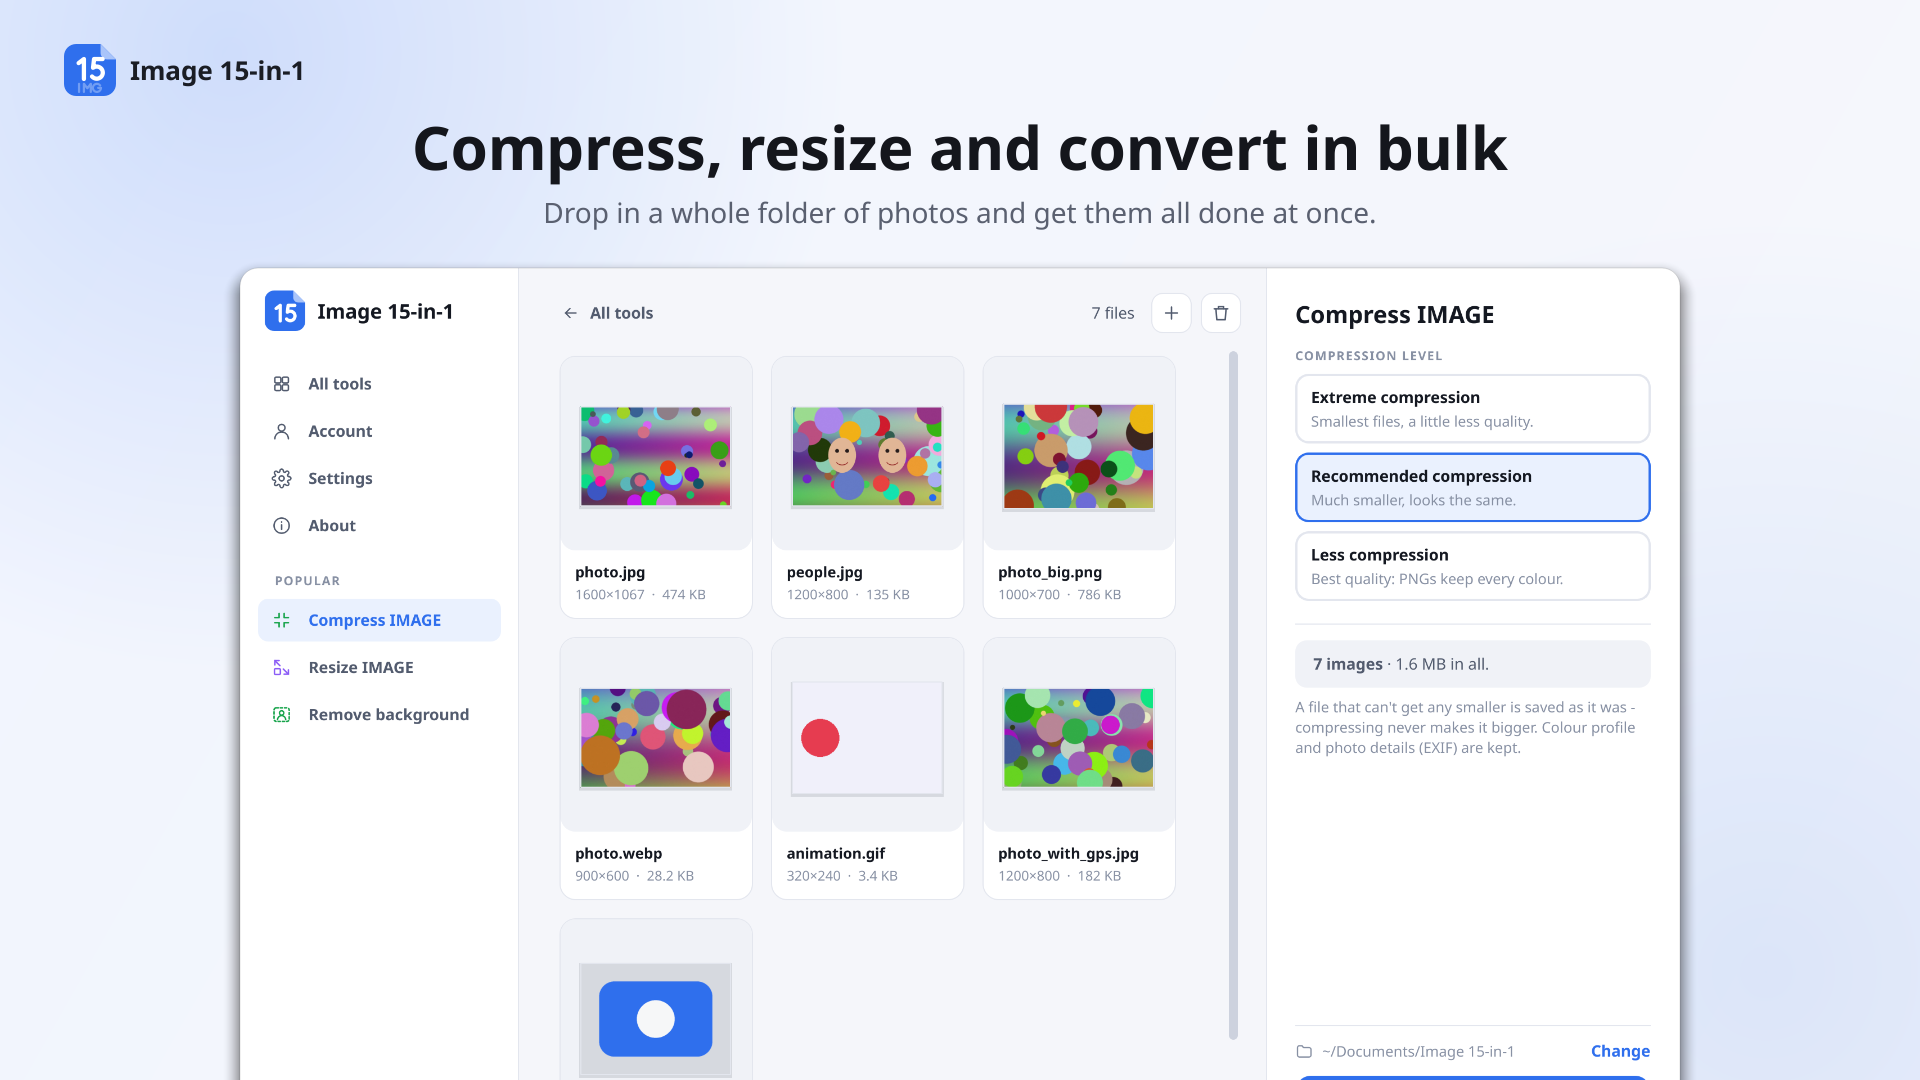 15
IMG
Image 15-in-1
Compress, resize and convert in bulk
Drop in a whole folder of photos and get them all done at once.
15
Image 15-in-1
All tools
Account
Settings
About
POPULAR
Compress IMAGE
Resize IMAGE
Remove background
All tools
7 files
photo.jpg
1600×1067 · 474 KB
people.jpg
1200×800 · 135 KB
photo_big.png
1000×700 · 786 KB
photo.webp
900×600 · 28.2 KB
animation.gif
320×240 · 3.4 KB
photo_with_gps.jpg
1200×800 · 182 KB
Compress IMAGE
COMPRESSION LEVEL
Extreme compression
Smallest files, a little less quality.
Recommended compression
Much smaller, looks the same.
Less compression
Best quality: PNGs keep every colour.
7 images · 1.6 MB in all.
A file that can't get any smaller is saved as it was -
compressing never makes it bigger. Colour profile
and photo details (EXIF) are kept.
~/Documents/Image 15-in-1
Change